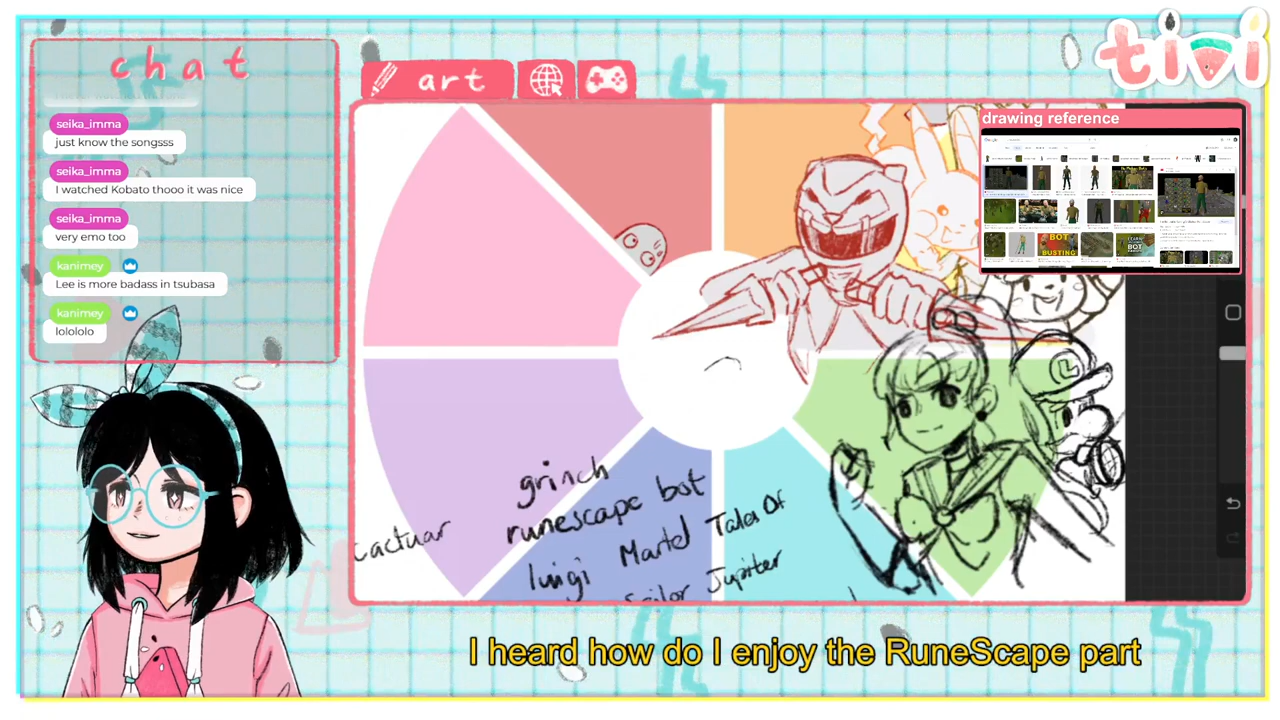 chat
seika_imma
just know the songsss
seika_imma
I watched Kobato thooo it was nice
seika_imma
very emo too
kanimey
Lee is more badass in tsubasa
kanimey
lolololo
art
tivi
drawing reference
BOT
BUSTING
L
grinch
runescape bot
cactuar
luigi Martel Tales Of
Sailor Jupiter
I heard how do I enjoy the RuneScape part